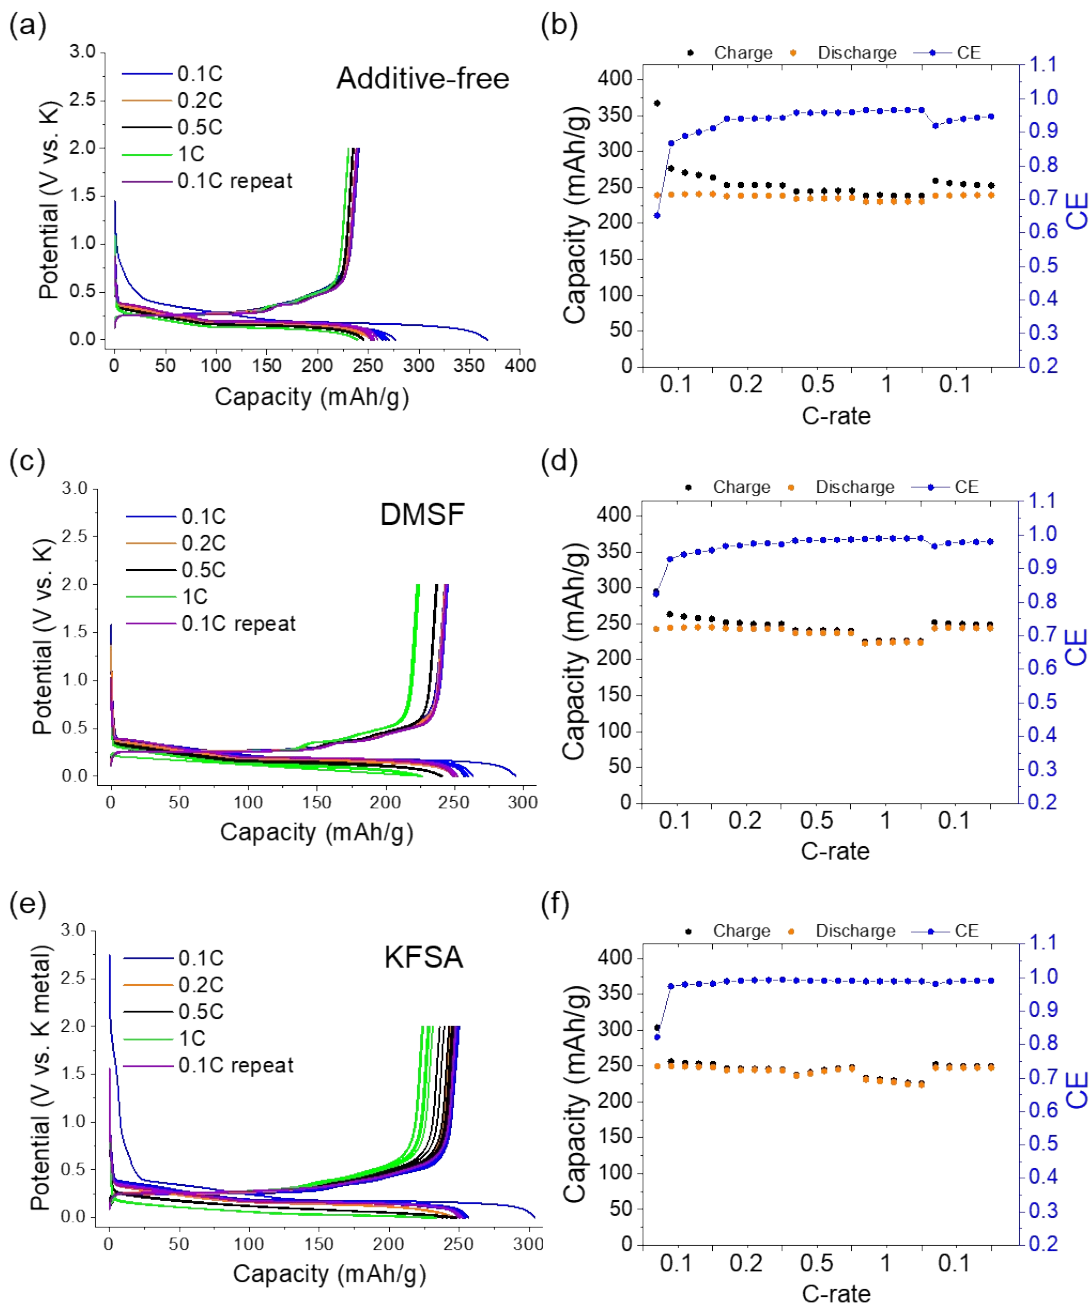 (a)
Additive-free
0.1C
0.2C
0.5C
1C
0.1C repeat
3.0
2.5
2.0
1.5
1.0
0.5
0.0
Potential (V vs. K)
0 50 100 150 200 250 300 350 400
Capacity (mAh/g)
(b)
Charge Discharge CE
400
350
300
250
200
150
100
50
0
Capacity (mAh/g)
1.1
1.0
0.9
0.8
0.7
0.6
0.5
0.4
0.3
0.2
CE
0.1 0.2 0.5 1 0.1
C-rate
(c)
DMSF
0.1C
0.2C
0.5C
1C
0.1C repeat
3.0
2.5
2.0
1.5
1.0
0.5
0.0
Potential (V vs. K)
0 50 100 150 200 250 300
Capacity (mAh/g)
(d)
Charge Discharge CE
400
350
300
250
200
150
100
50
0
Capacity (mAh/g)
1.1
1.0
0.9
0.8
0.7
0.6
0.5
0.4
0.3
0.2
CE
0.1 0.2 0.5 1 0.1
C-rate
(e)
KFSA
0.1C
0.2C
0.5C
1C
0.1C repeat
3.0
2.5
2.0
1.5
1.0
0.5
0.0
Potential (V vs. K metal)
0 50 100 150 200 250 300
Capacity (mAh/g)
(f)
Charge Discharge CE
400
350
300
250
200
150
100
50
0
Capacity (mAh/g)
1.1
1.0
0.9
0.8
0.7
0.6
0.5
0.4
0.3
0.2
CE
0.1 0.2 0.5 1 0.1
C-rate